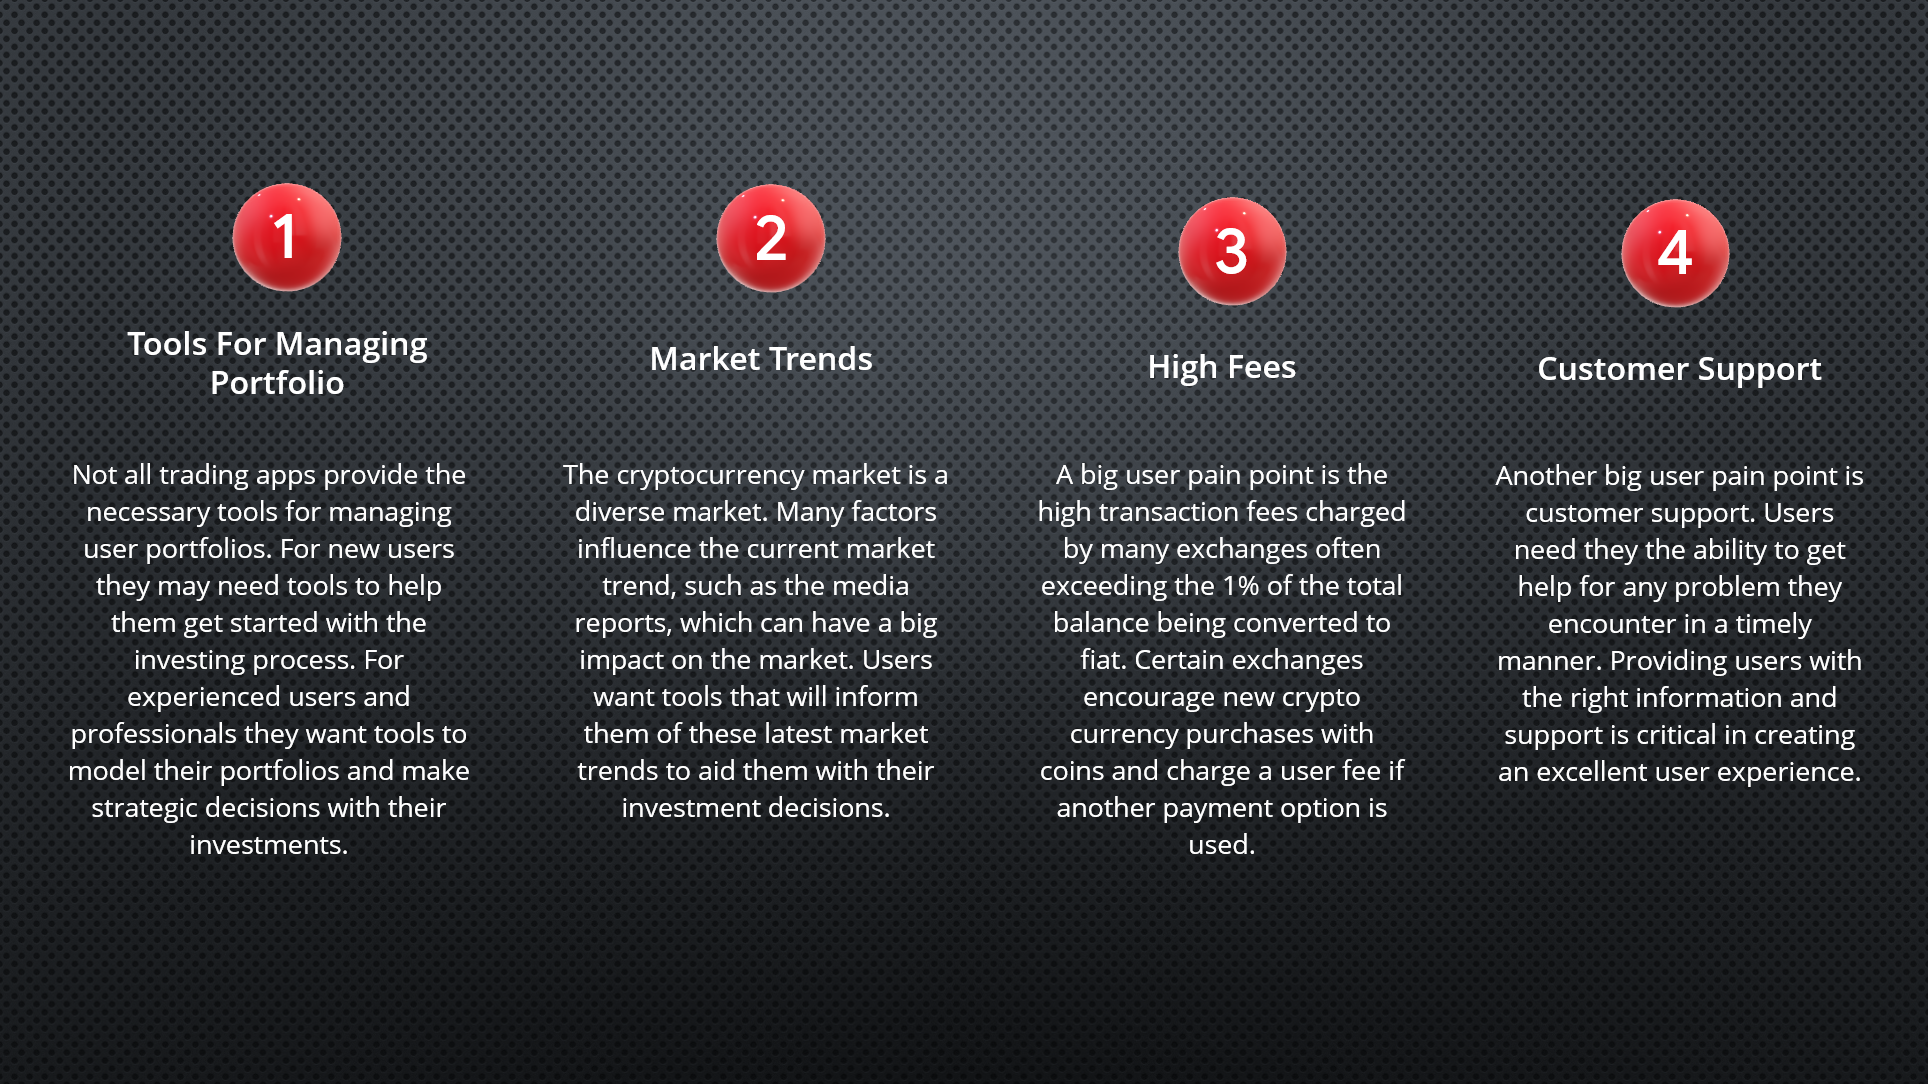 1
Tools For Managing
Portfolio
Not all trading apps provide the
necessary tools for managing
user portfolios. For new users
they may need tools to help
them get started with the
investing process. For
experienced users and
professionals they want tools to
model their portfolios and make
strategic decisions with their
investments.
2
Market Trends
The cryptocurrency market is a
diverse market. Many factors
influence the current market
trend, such as the media
reports, which can have a big
impact on the market. Users
want tools that will inform
them of these latest market
trends to aid them with their
investment decisions.
3
High Fees
A big user pain point is the
high transaction fees charged
by many exchanges often
exceeding the 1% of the total
balance being converted to
fiat. Certain exchanges
encourage new crypto
currency purchases with
coins and charge a user fee if
another payment option is
used.
4
Customer Support
Another big user pain point is
customer support. Users
need they the ability to get
help for any problem they
encounter in a timely
manner. Providing users with
the right information and
support is critical in creating
an excellent user experience.